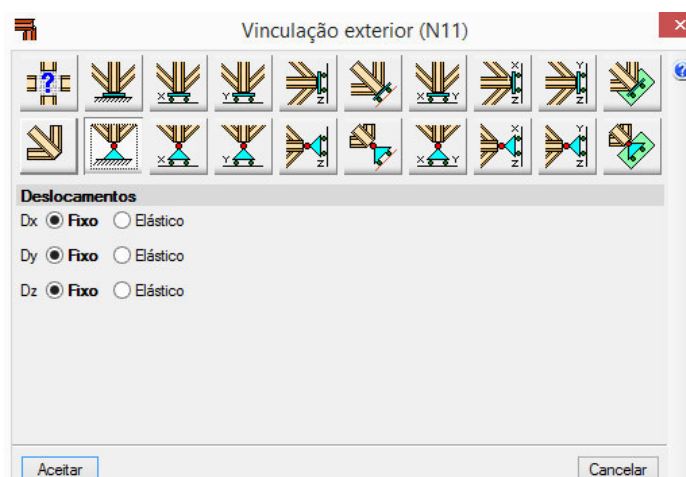 Vinculação exterior (N11)
?
X
Y
Z
X Y
X Z
Y Z
X
Y
Z
X Y
X Z
Y Z
Deslocamentos
Dx Fixo Elástico
Dy Fixo Elástico
Dz Fixo Elástico
Aceitar Cancelar